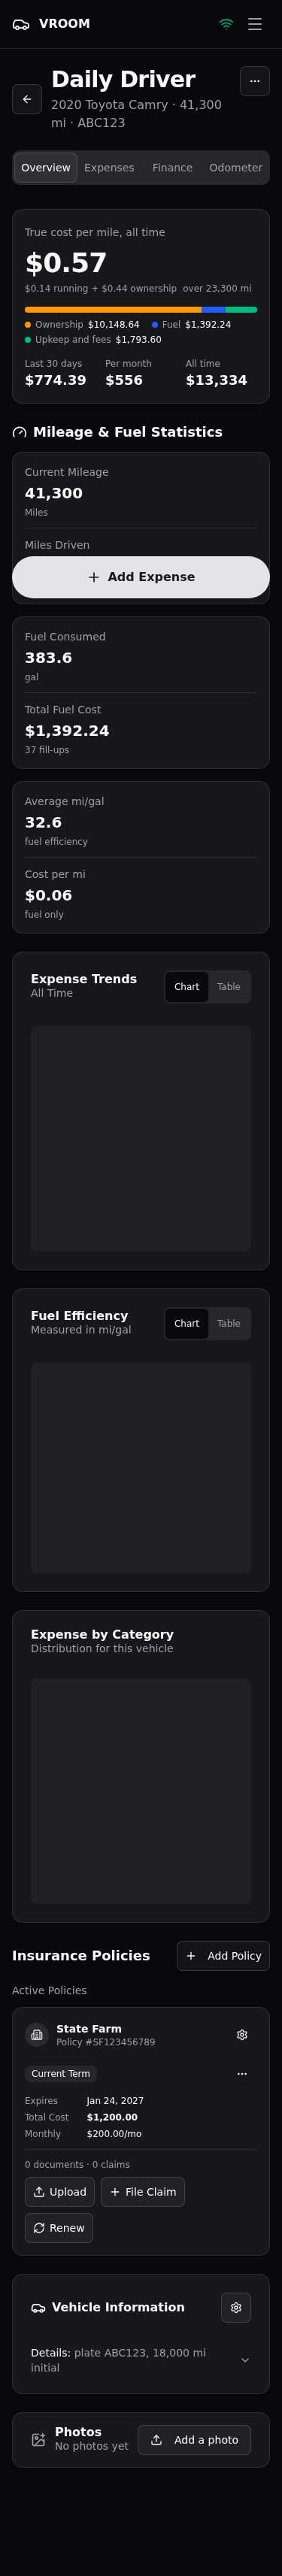 VROOM
Daily Driver
2020 Toyota Camry · 41,300
mi · ABC123
Overview Expenses Finance Odometer
True cost per mile, all time
$0.57
$0.14 running + $0.44 ownership over 23,300 mi
Ownership $10,148.64 Fuel $1,392.24
Upkeep and fees $1,793.60
Last 30 days Per month All time
$774.39 $556 $13,334
Mileage & Fuel Statistics
Current Mileage
41,300
Miles
Miles Driven
Add Expense
Fuel Consumed
383.6
gal
Total Fuel Cost
$1,392.24
37 fill-ups
Average mi/gal
32.6
fuel efficiency
Cost per mi
$0.06
fuel only
Expense Trends
All Time
Chart Table
Fuel Efficiency
Measured in mi/gal
Chart Table
Expense by Category
Distribution for this vehicle
Insurance Policies
Add Policy
Active Policies
State Farm
Policy #SF123456789
Current Term
Expires Jan 24, 2027
Total Cost $1,200.00
Monthly $200.00/mo
0 documents · 0 claims
Upload File Claim
Renew
Vehicle Information
Details: plate ABC123, 18,000 mi
initial
Photos
No photos yet
Add a photo